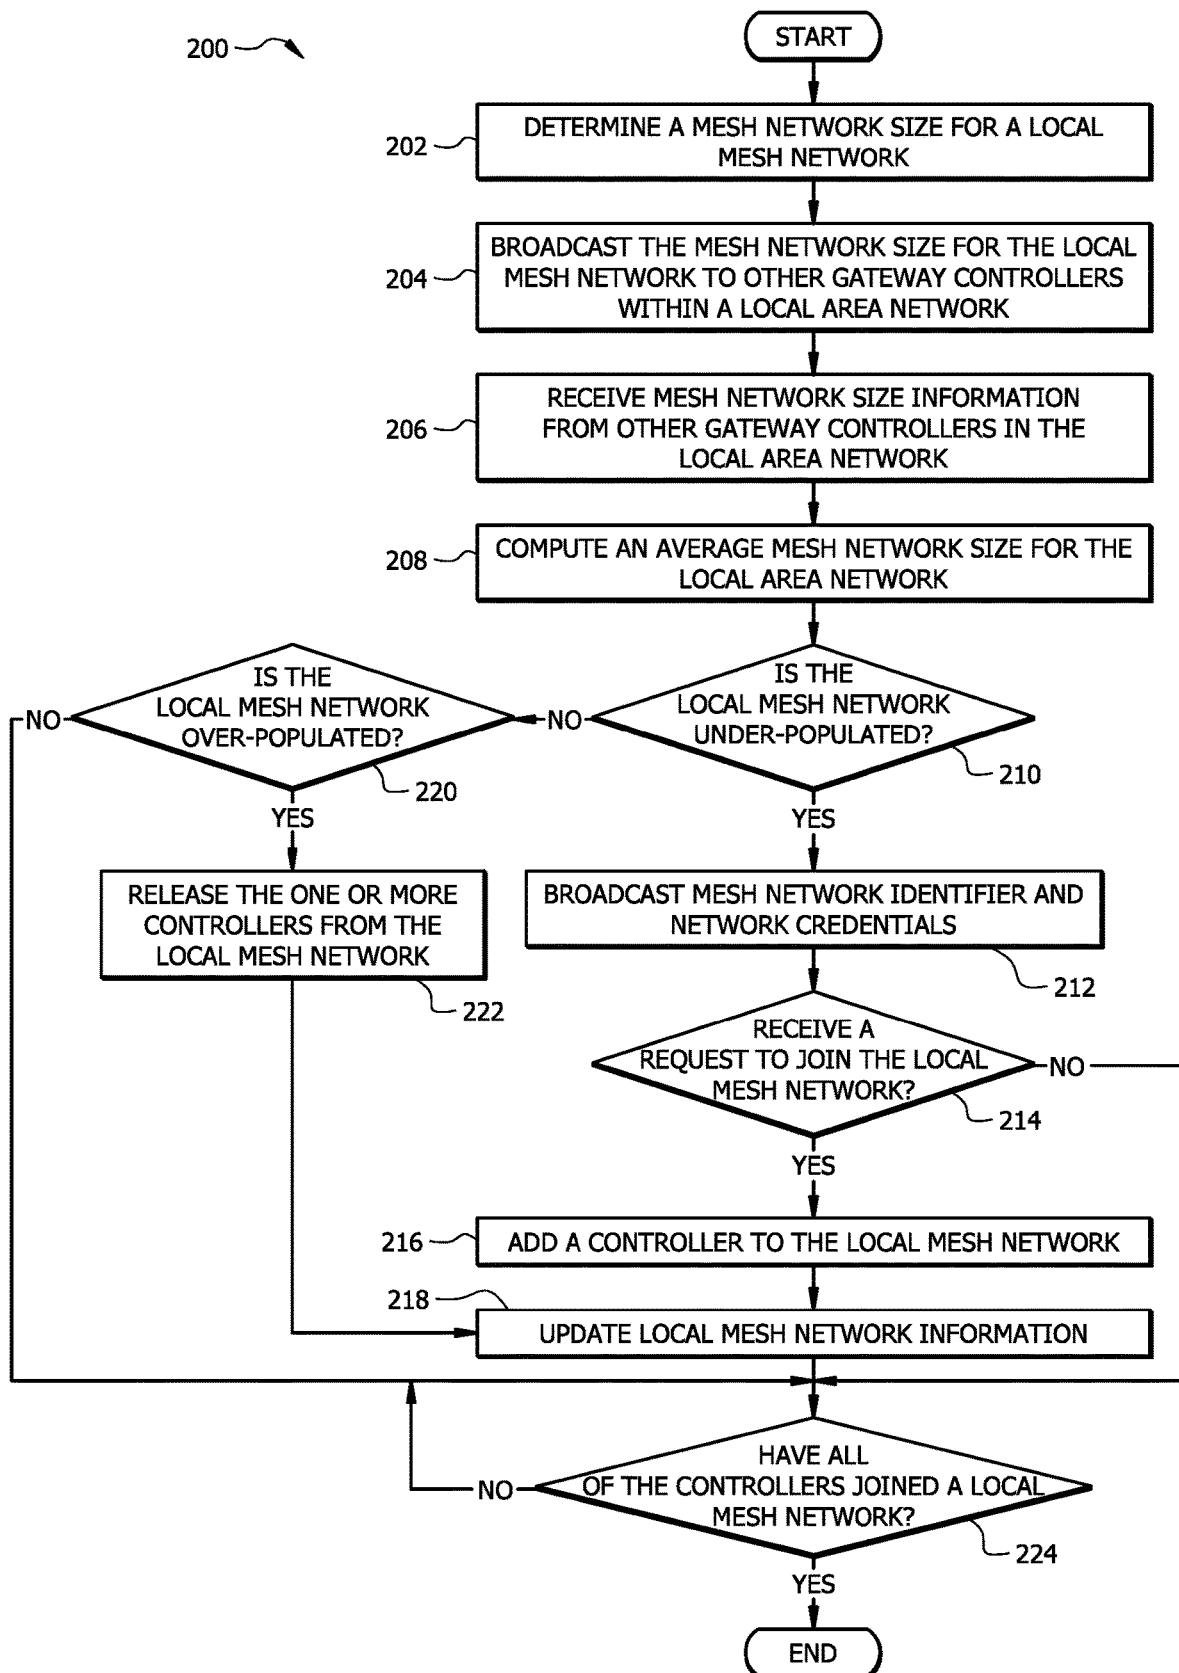 200
START
202
DETERMINE A MESH NETWORK SIZE FOR A LOCAL
MESH NETWORK
204
BROADCAST THE MESH NETWORK SIZE FOR THE LOCAL
MESH NETWORK TO OTHER GATEWAY CONTROLLERS
WITHIN A LOCAL AREA NETWORK
206
RECEIVE MESH NETWORK SIZE INFORMATION
FROM OTHER GATEWAY CONTROLLERS IN THE
LOCAL AREA NETWORK
208
COMPUTE AN AVERAGE MESH NETWORK SIZE FOR THE
LOCAL AREA NETWORK
IS THE
LOCAL MESH NETWORK
UNDER-POPULATED?
210
NO
YES
IS THE
LOCAL MESH NETWORK
OVER-POPULATED?
220
NO
YES
RELEASE THE ONE OR MORE
CONTROLLERS FROM THE
LOCAL MESH NETWORK
222
BROADCAST MESH NETWORK IDENTIFIER AND
NETWORK CREDENTIALS
212
RECEIVE A
REQUEST TO JOIN THE LOCAL
MESH NETWORK?
214
NO
YES
216
ADD A CONTROLLER TO THE LOCAL MESH NETWORK
218
UPDATE LOCAL MESH NETWORK INFORMATION
HAVE ALL
OF THE CONTROLLERS JOINED A LOCAL
MESH NETWORK?
224
NO
YES
END